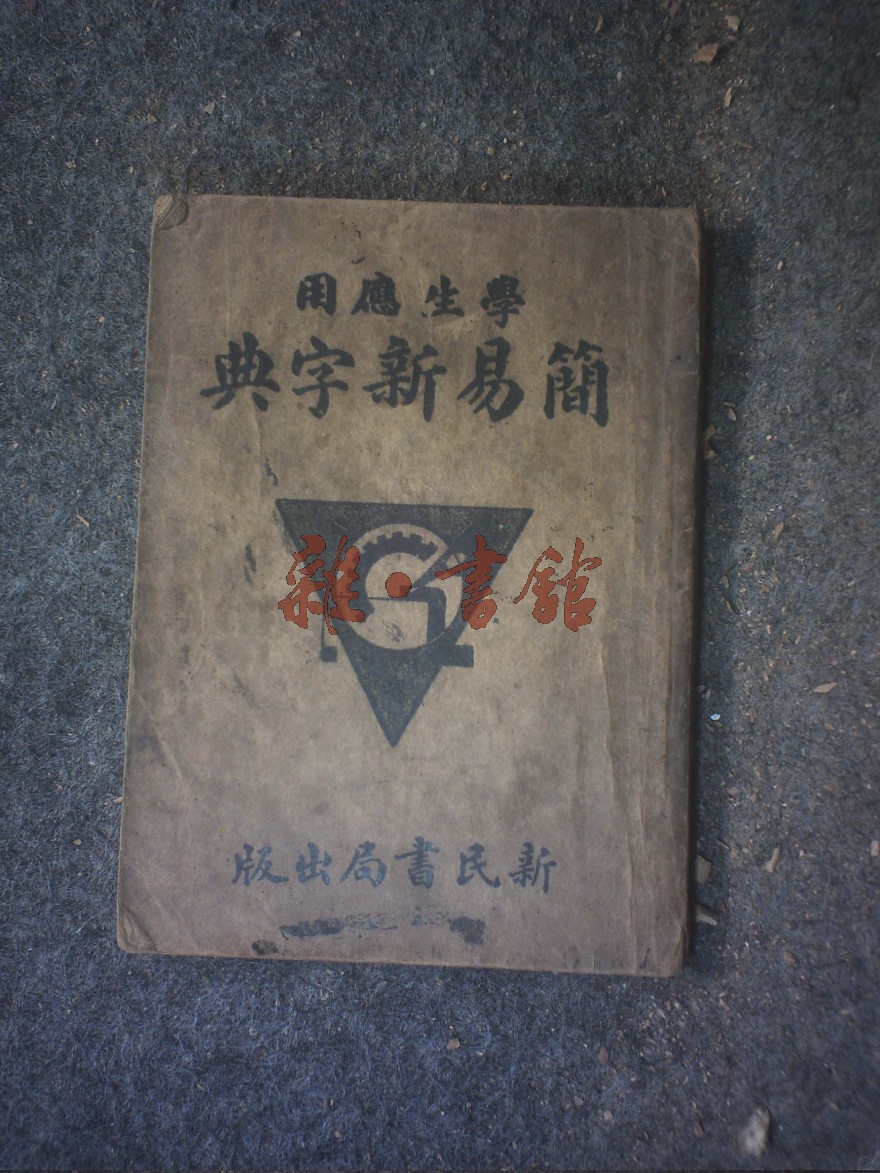 學生應用
簡易新字典
雜·書館
新民書局出版